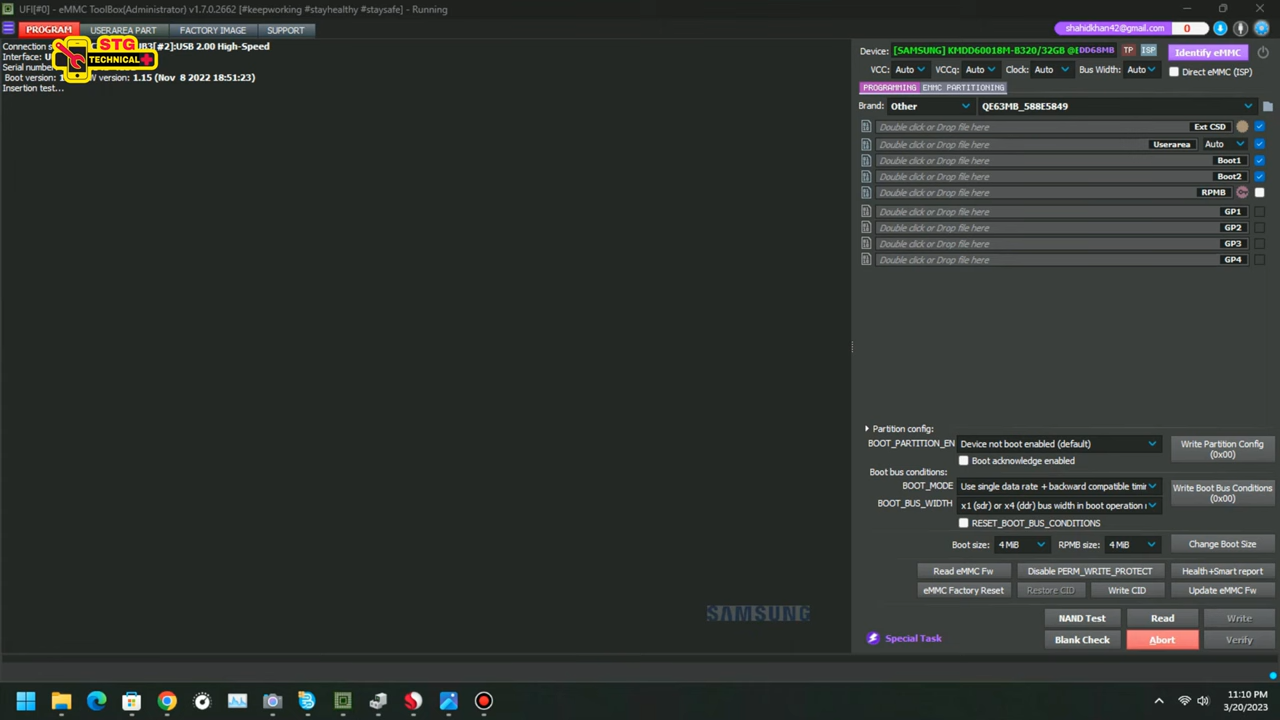 UFI[#0] - eMMC ToolBox(Administrator) v1.7.0.2662 [#keepworking #stayhealthy #staysafe] - Running
PROGRAM USERAREA PART FACTORY IMAGE SUPPORT
shahidkhan42@gmail.com 0
Connection s UB3[#2]:USB 2.00 High-Speed
STG
TECHNICAL
Interface: U
Serial number
Boot version: 1. version: 1.15 (Nov 8 2022 18:51:23)
Insertion test...
Device: [SAMSUNG] KMDD60018M-B320/32GB DD68MB TP ISP Identify eMMC
VCC: Auto VCCq: Auto Clock: Auto Bus Width: Auto Direct eMMC (ISP)
PROGRAMMING EMMC PARTITIONING
Brand: Other QE63MB_588E5849
Double click or Drop file here Ext CSD
Double click or Drop file here Userarea Auto
Double click or Drop file here Boot1
Double click or Drop file here Boot2
Double click or Drop file here RPMB
Double click or Drop file here GP1
Double click or Drop file here GP2
Double click or Drop file here GP3
Double click or Drop file here GP4
Partition config:
BOOT_PARTITION_EN Device not boot enabled (default) Write Partition Config (0x00)
Boot acknowledge enabled
Boot bus conditions:
BOOT_MODE Use single data rate + backward compatible timir Write Boot Bus Conditions (0x00)
BOOT_BUS_WIDTH x1 (sdr) or x4 (ddr) bus width in boot operation
RESET_BOOT_BUS_CONDITIONS
Boot size: 4 MiB RPMB size: 4 MiB Change Boot Size
Read eMMC Fw Disable PERM_WRITE_PROTECT Health+Smart report
eMMC Factory Reset Restore CID Write CID Update eMMC Fw
SAMSUNG
NAND Test Read Write
Special Task Blank Check Abort Verify
11:10 PM
3/20/2023